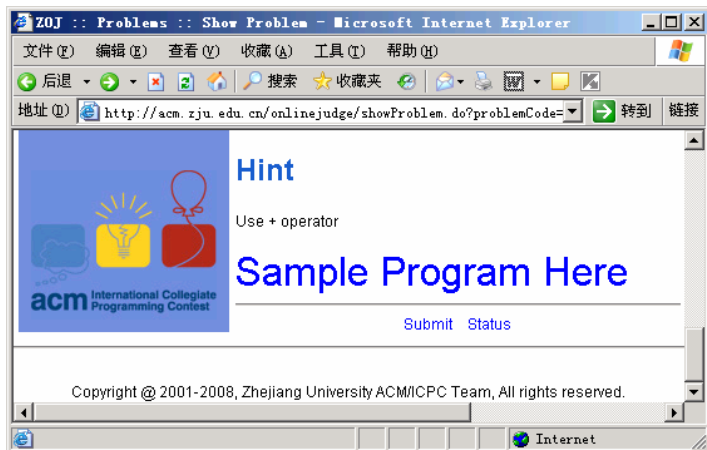 ZOJ :: Problems :: Show Problem - Microsoft Internet Explorer
文件(F) 编辑(E) 查看(V) 收藏(A) 工具(T) 帮助(H)
后退 搜索 收藏夹
地址(D) http://acm.zju.edu.cn/onlinejudge/showProblem.do?problemCode= 转到 链接
Hint
Use + operator
Sample Program Here
acm International Collegiate
Programming Contest
Submit Status
Copyright @ 2001-2008, Zhejiang University ACM/ICPC Team, All rights reserved.
Internet